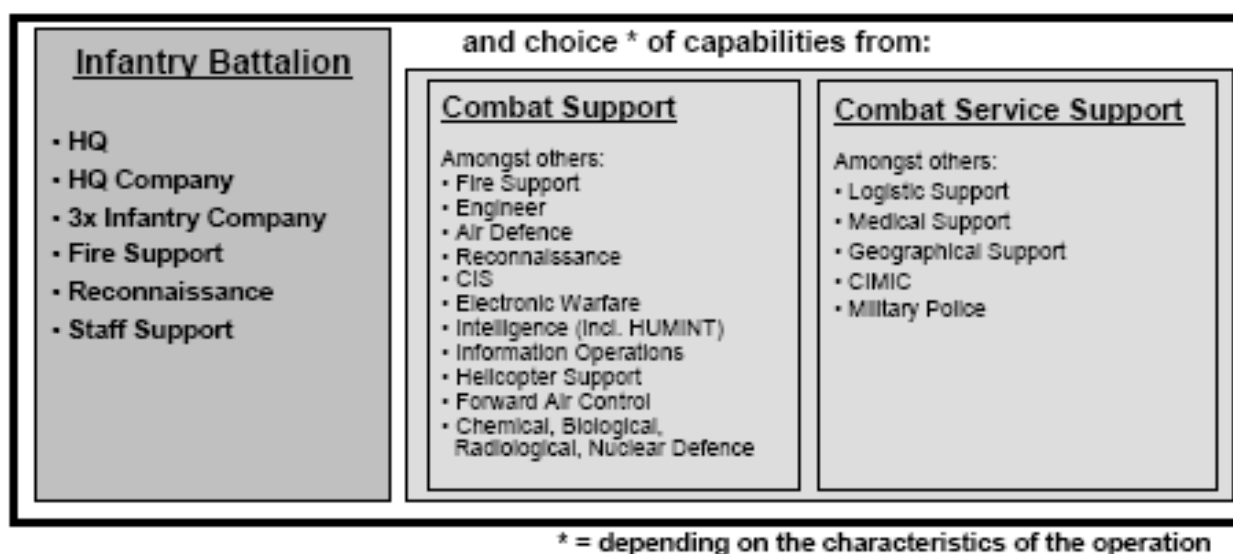 Infantry Battalion
• HQ
• HQ Company
• 3x Infantry Company
• Fire Support
• Reconnaissance
• Staff Support
and choice * of capabilities from:
Combat Support
Amongst others:
• Fire Support
• Engineer
• Air Defence
• Reconnaissance
• CIS
• Electronic Warfare
• Intelligence (Incl. HUMINT)
• Information Operations
• Helicopter Support
• Forward Air Control
• Chemical, Biological,
Radiological, Nuclear Defence
Combat Service Support
Amongst others:
• Logistic Support
• Medical Support
• Geographical Support
• CIMIC
• Military Police
* = depending on the characteristics of the operation